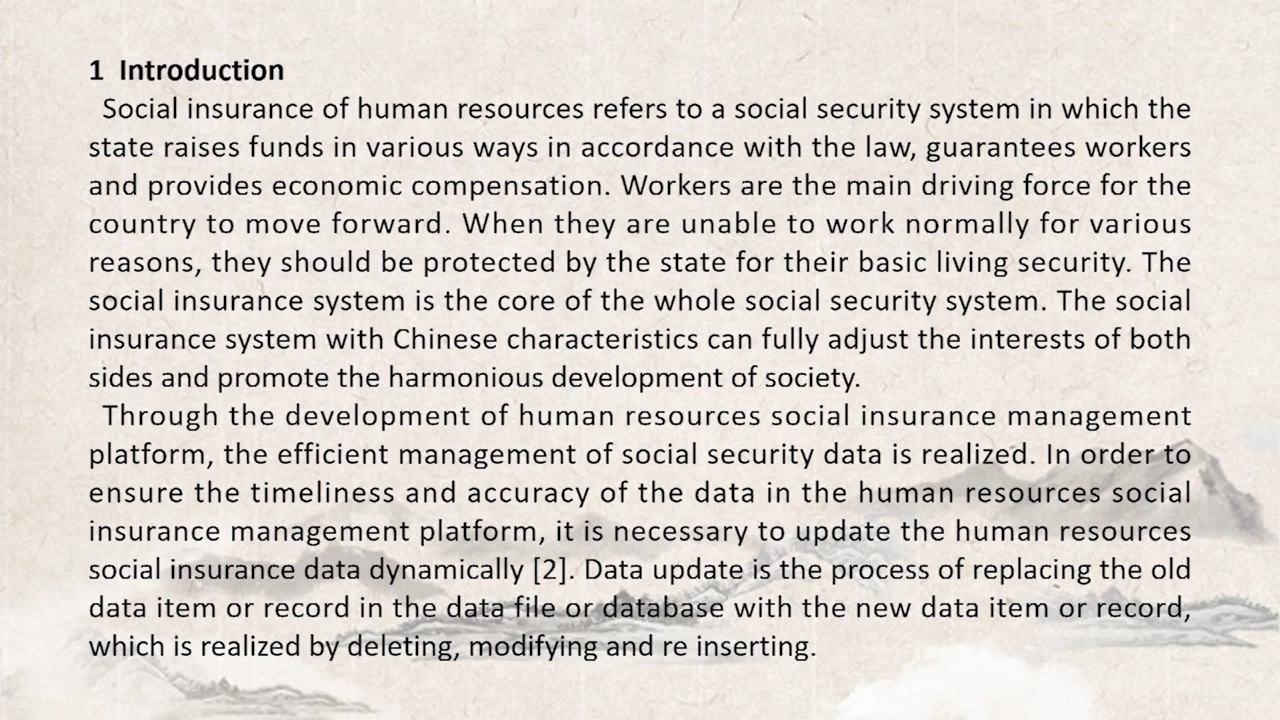 1 Introduction
Social insurance of human resources refers to a social security system in which the
state raises funds in various ways in accordance with the law, guarantees workers
and provides economic compensation. Workers are the main driving force for the
country to move forward. When they are unable to work normally for various
reasons, they should be protected by the state for their basic living security. The
social insurance system is the core of the whole social security system. The social
insurance system with Chinese characteristics can fully adjust the interests of both
sides and promote the harmonious development of society.
Through the development of human resources social insurance management
platform, the efficient management of social security data is realized. In order to
ensure the timeliness and accuracy of the data in the human resources social
insurance management platform, it is necessary to update the human resources
social insurance data dynamically [2]. Data update is the process of replacing the old
data item or record in the data file or database with the new data item or record,
which is realized by deleting, modifying and re inserting.